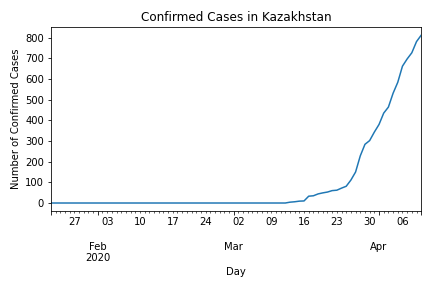 Confirmed Cases in Kazakhstan
Number of Confirmed Cases
800
700
600
500
400
300
200
100
0
27 03 10 17 24 02 09 16 23 30 06
Feb Mar Apr
2020
Day